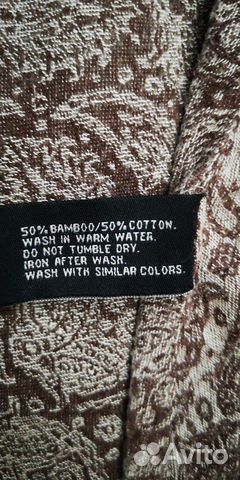 50% BAMBOO/50% COTTON.
WASH IN WARM WATER.
DO NOT TUMBLE DRY.
IRON AFTER WASH.
WASH WITH SIMILAR COLORS.
Avito